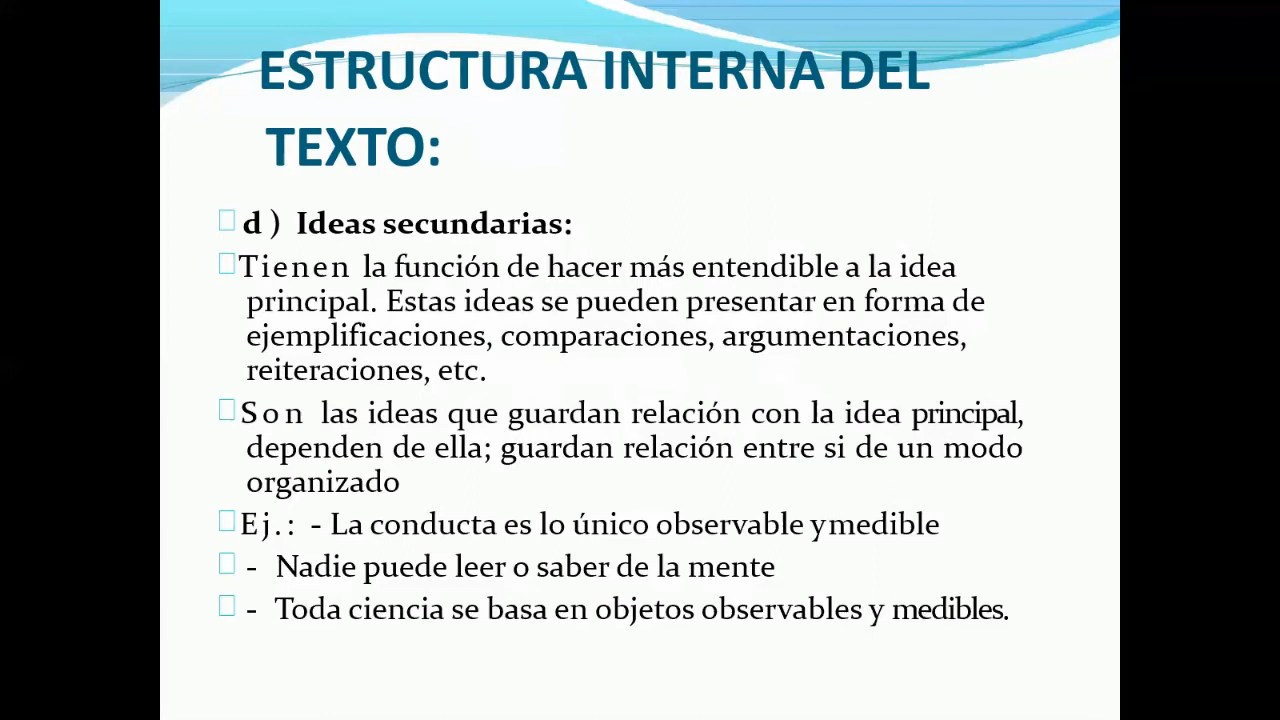 ESTRUCTURA INTERNA DEL
TEXTO:
d ) Ideas secundarias:
Tienen la función de hacer más entendible a la idea
principal. Estas ideas se pueden presentar en forma de
ejemplificaciones, comparaciones, argumentaciones,
reiteraciones, etc.
Son las ideas que guardan relación con la idea principal,
dependen de ella; guardan relación entre si de un modo
organizado
Ej.: - La conducta es lo único observable ymedible
- Nadie puede leer o saber de la mente
- Toda ciencia se basa en objetos observables y medibles.